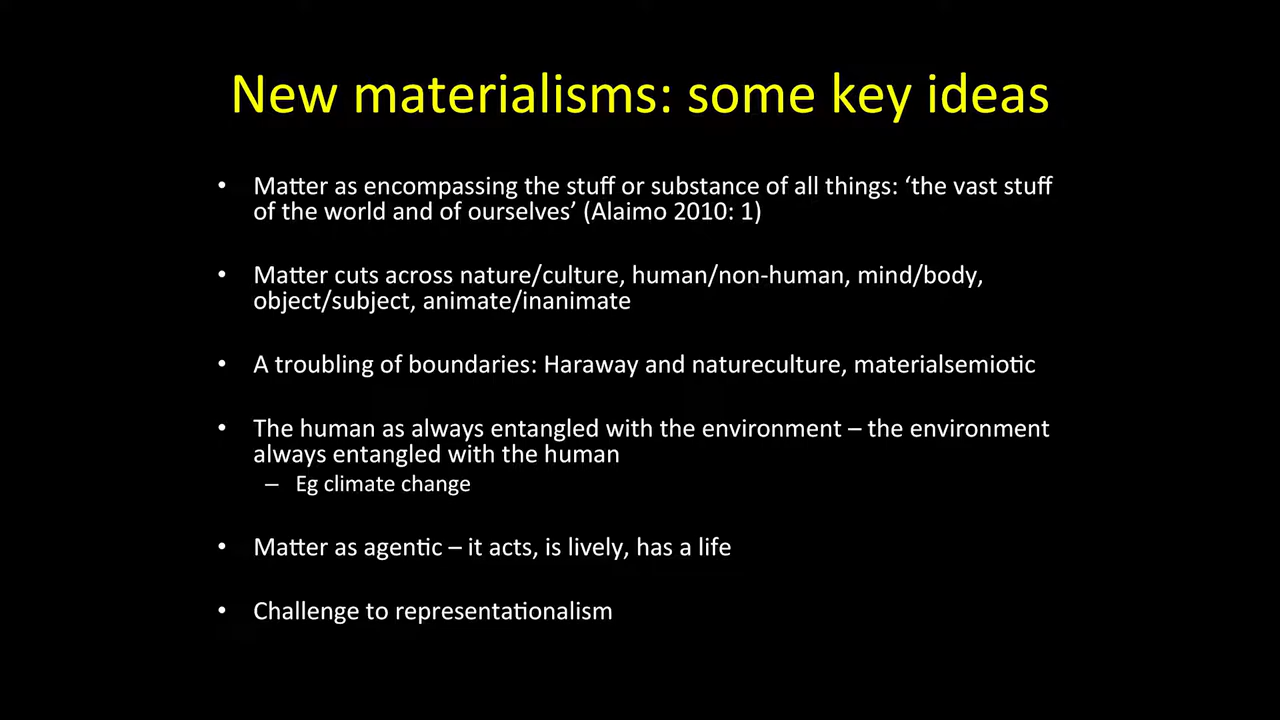 New materialisms: some key ideas
• Matter as encompassing the stuff or substance of all things: ‘the vast stuff
of the world and of ourselves’ (Alaimo 2010: 1)
• Matter cuts across nature/culture, human/non-human, mind/body,
object/subject, animate/inanimate
• A troubling of boundaries: Haraway and natureculture, materialsemiotic
• The human as always entangled with the environment – the environment
always entangled with the human
– Eg climate change
• Matter as agentic – it acts, is lively, has a life
• Challenge to representationalism